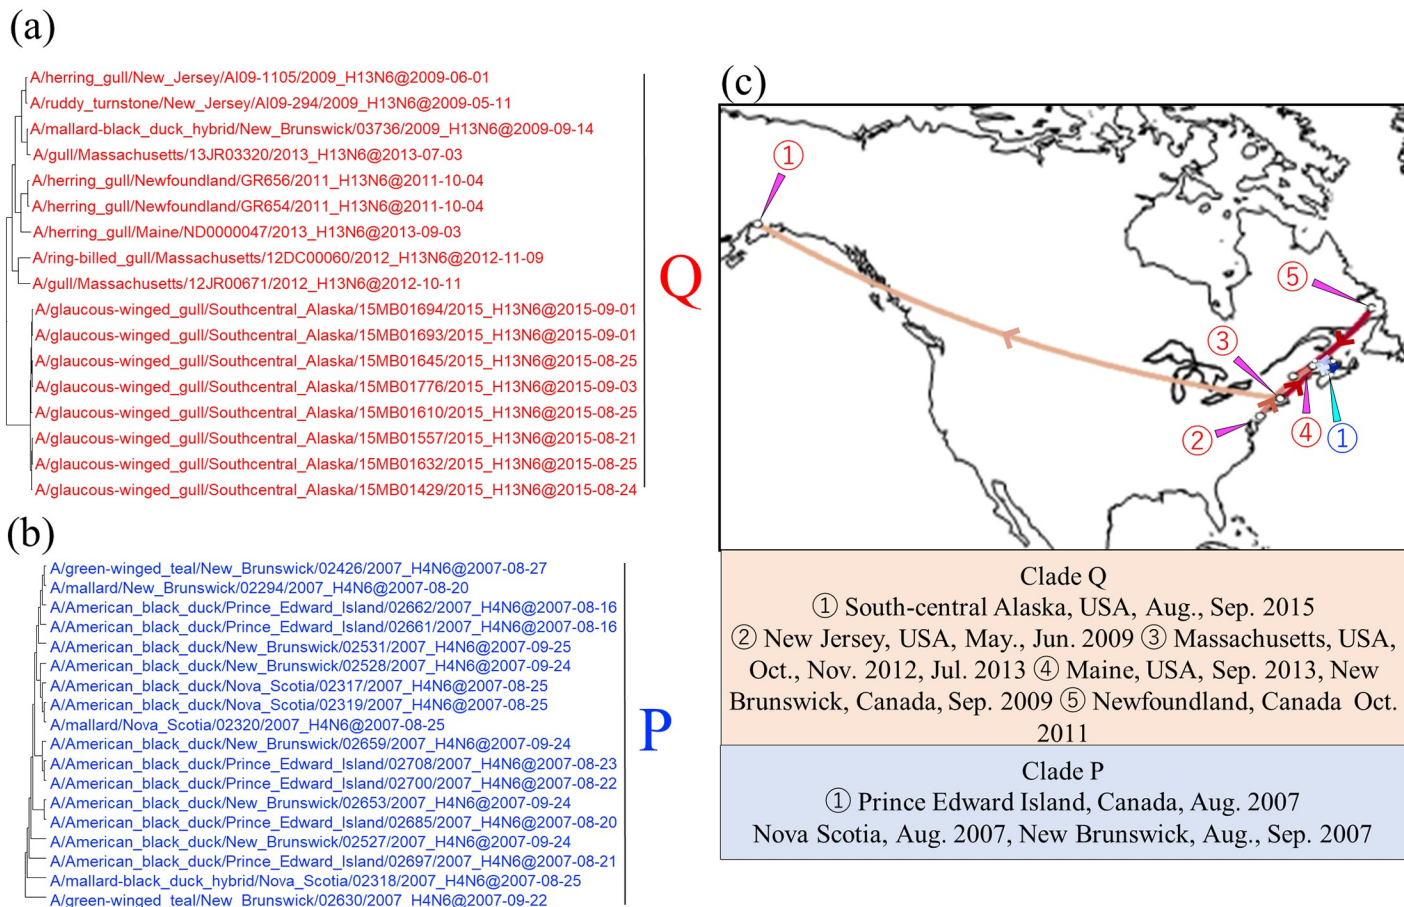 (a)
A/herring_gull/New_Jersey/AI09-1105/2009_H13N6@2009-06-01
A/ruddy_turnstone/New_Jersey/AI09-294/2009_H13N6@2009-05-11
A/mallard-black_duck_hybrid/New_Brunswick/03736/2009_H13N6@2009-09-14
A/gull/Massachusetts/13JR03320/2013_H13N6@2013-07-03
A/herring_gull/Newfoundland/GR656/2011_H13N6@2011-10-04
A/herring_gull/Newfoundland/GR654/2011_H13N6@2011-10-04
A/herring_gull/Maine/ND0000047/2013_H13N6@2013-09-03
A/ring-billed_gull/Massachusetts/12DC00060/2012_H13N6@2012-11-09
A/gull/Massachusetts/12JR00671/2012_H13N6@2012-10-11
A/glaucous-winged_gull/Southcentral_Alaska/15MB01694/2015_H13N6@2015-09-01
A/glaucous-winged_gull/Southcentral_Alaska/15MB01693/2015_H13N6@2015-09-01
A/glaucous-winged_gull/Southcentral_Alaska/15MB01645/2015_H13N6@2015-08-25
A/glaucous-winged_gull/Southcentral_Alaska/15MB01776/2015_H13N6@2015-09-03
A/glaucous-winged_gull/Southcentral_Alaska/15MB01610/2015_H13N6@2015-08-25
A/glaucous-winged_gull/Southcentral_Alaska/15MB01557/2015_H13N6@2015-08-21
A/glaucous-winged_gull/Southcentral_Alaska/15MB01632/2015_H13N6@2015-08-25
A/glaucous-winged_gull/Southcentral_Alaska/15MB01429/2015_H13N6@2015-08-24
Q
(b)
A/green-winged_teal/New_Brunswick/02426/2007_H4N6@2007-08-27
A/mallard/New_Brunswick/02294/2007_H4N6@2007-08-20
A/American_black_duck/Prince_Edward_Island/02662/2007_H4N6@2007-08-16
A/American_black_duck/Prince_Edward_Island/02661/2007_H4N6@2007-08-16
A/American_black_duck/New_Brunswick/02531/2007_H4N6@2007-09-25
A/American_black_duck/New_Brunswick/02528/2007_H4N6@2007-09-24
A/American_black_duck/Nova_Scotia/02317/2007_H4N6@2007-08-25
A/American_black_duck/Nova_Scotia/02319/2007_H4N6@2007-08-25
A/mallard/Nova_Scotia/02320/2007_H4N6@2007-08-25
A/American_black_duck/New_Brunswick/02659/2007_H4N6@2007-09-24
A/American_black_duck/Prince_Edward_Island/02708/2007_H4N6@2007-08-23
A/American_black_duck/Prince_Edward_Island/02700/2007_H4N6@2007-08-22
A/American_black_duck/New_Brunswick/02653/2007_H4N6@2007-09-24
A/American_black_duck/Prince_Edward_Island/02685/2007_H4N6@2007-08-20
A/American_black_duck/New_Brunswick/02527/2007_H4N6@2007-09-24
A/American_black_duck/Prince_Edward_Island/02697/2007_H4N6@2007-08-21
A/mallard-black_duck_hybrid/Nova_Scotia/02318/2007_H4N6@2007-08-25
A/green-winged_teal/New_Brunswick/02630/2007_H4N6@2007-09-22
P
(c)
①
⑤
③
②
④
①
Clade Q
① South-central Alaska, USA, Aug., Sep. 2015
② New Jersey, USA, May., Jun. 2009 ③ Massachusetts, USA,
Oct., Nov. 2012, Jul. 2013 ④ Maine, USA, Sep. 2013, New
Brunswick, Canada, Sep. 2009 ⑤ Newfoundland, Canada Oct.
2011
Clade P
① Prince Edward Island, Canada, Aug. 2007
Nova Scotia, Aug. 2007, New Brunswick, Aug., Sep. 2007